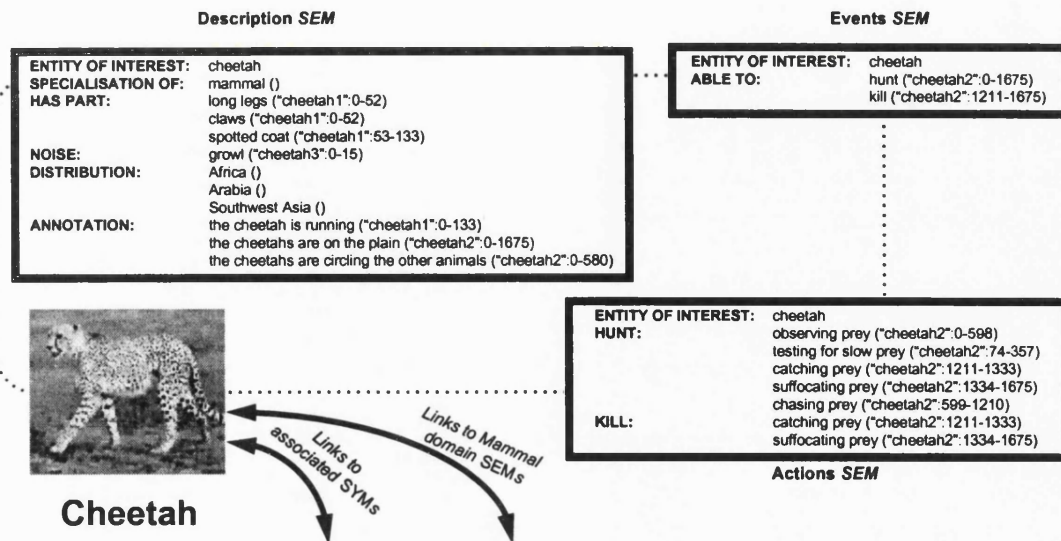 Description SEM
ENTITY OF INTEREST: cheetah
SPECIALISATION OF: mammal ()
HAS PART: long legs ("cheetah1":0-52)
claws ("cheetah1":0-52)
spotted coat ("cheetah1":53-133)
NOISE: growl ("cheetah3":0-15)
DISTRIBUTION: Africa ()
Arabia ()
Southwest Asia ()
ANNOTATION: the cheetah is running ("cheetah1":0-133)
the cheetahs are on the plain ("cheetah2":0-1675)
the cheetahs are circling the other animals ("cheetah2":0-580)
Events SEM
ENTITY OF INTEREST: cheetah
ABLE TO: hunt ("cheetah2":0-1675)
kill ("cheetah2":1211-1675)
ENTITY OF INTEREST: cheetah
HUNT: observing prey ("cheetah2":0-598)
testing for slow prey ("cheetah2":74-357)
catching prey ("cheetah2":1211-1333)
suffocating prey ("cheetah2":1334-1675)
chasing prey ("cheetah2":599-1210)
KILL: catching prey ("cheetah2":1211-1333)
suffocating prey ("cheetah2":1334-1675)
Actions SEM
Links to
associated SYMs
Links to Mammal
domain SEMs
Cheetah